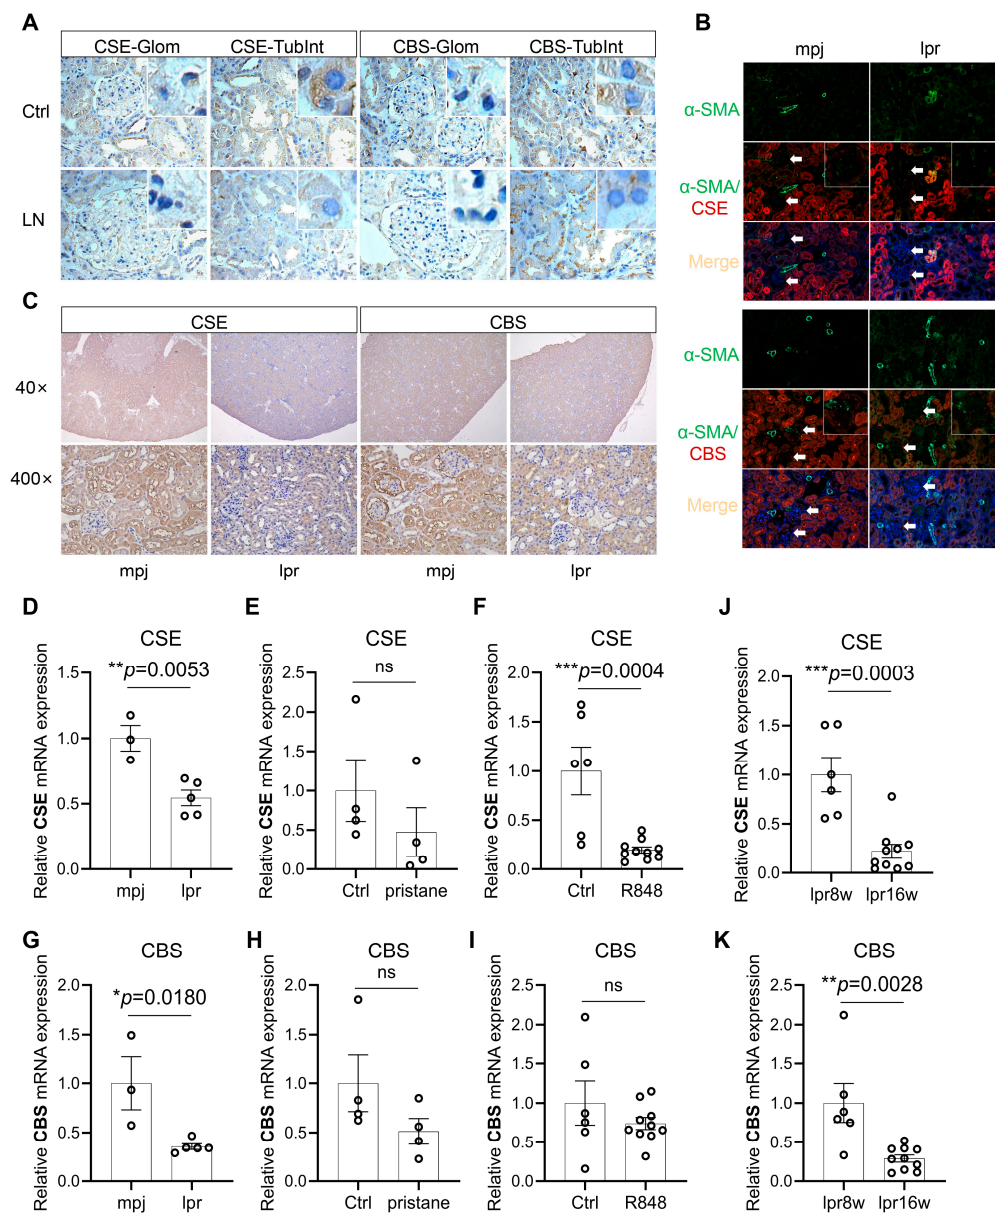 A
CSE-Glom CSE-TubInt CBS-Glom CBS-TubInt
Ctrl
LN
B
mpj lpr
α-SMA
α-SMA/
CSE
Merge
α-SMA
α-SMA/
CBS
Merge
C
CSE CBS
40×
400×
mpj lpr mpj lpr
D
CSE
**p=0.0053
Relative CSE mRNA expression
1.5
1.0
0.5
0.0
mpj lpr
E
CSE
ns
Relative CSE mRNA expression
2.5
2.0
1.5
1.0
0.5
0.0
Ctrl pristane
F
CSE
***p=0.0004
Relative CSE mRNA expression
2.0
1.5
1.0
0.5
0.0
Ctrl R848
J
CSE
***p=0.0003
Relative CSE mRNA expression
2.0
1.5
1.0
0.5
0.0
lpr8w lpr16w
G
CBS
*p=0.0180
Relative CBS mRNA expression
2.0
1.5
1.0
0.5
0.0
mpj lpr
H
CBS
ns
Relative CBS mRNA expression
2.0
1.5
1.0
0.5
0.0
Ctrl pristane
I
CBS
ns
Relative CBS mRNA expression
2.5
2.0
1.5
1.0
0.5
0.0
Ctrl R848
K
CBS
**p=0.0028
Relative CBS mRNA expression
2.5
2.0
1.5
1.0
0.5
0.0
lpr8w lpr16w